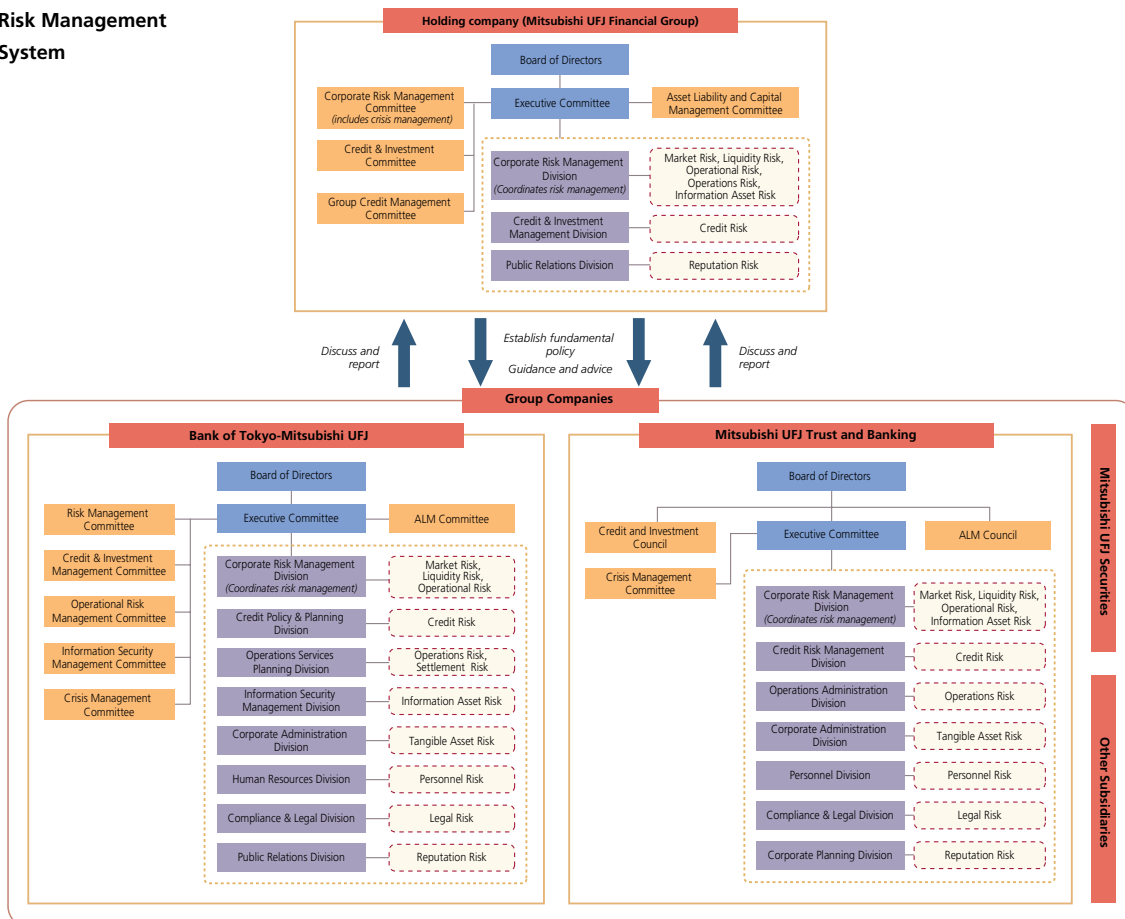 Risk Management
System
Holding company (Mitsubishi UFJ Financial Group)
Board of Directors
Corporate Risk Management
Committee
(includes crisis management)
Executive Committee
Asset Liability and Capital
Management Committee
Credit & Investment
Committee
Group Credit Management
Committee
Corporate Risk Management
Division
(Coordinates risk management)
Market Risk, Liquidity Risk,
Operational Risk,
Operations Risk,
Information Asset Risk
Credit & Investment
Management Division
Credit Risk
Public Relations Division
Reputation Risk
Discuss and
report
Establish fundamental
policy
Guidance and advice
Discuss and
report
Group Companies
Bank of Tokyo-Mitsubishi UFJ
Board of Directors
Risk Management
Committee
Executive Committee
ALM Committee
Credit & Investment
Management Committee
Operational Risk
Management Committee
Information Security
Management Committee
Crisis Management
Committee
Corporate Risk Management
Division
(Coordinates risk management)
Market Risk,
Liquidity Risk,
Operational Risk
Credit Policy & Planning
Division
Credit Risk
Operations Services
Planning Division
Operations Risk,
Settlement Risk
Information Security
Management Division
Information Asset Risk
Corporate Administration
Division
Tangible Asset Risk
Human Resources Division
Personnel Risk
Compliance & Legal Division
Legal Risk
Public Relations Division
Reputation Risk
Mitsubishi UFJ Trust and Banking
Board of Directors
Credit and Investment
Council
Executive Committee
ALM Council
Crisis Management
Committee
Corporate Risk Management
Division
(Coordinates risk management)
Market Risk, Liquidity Risk,
Operational Risk,
Information Asset Risk
Credit Risk Management
Division
Credit Risk
Operations Administration
Division
Operations Risk
Corporate Administration
Division
Tangible Asset Risk
Personnel Division
Personnel Risk
Compliance & Legal Division
Legal Risk
Corporate Planning Division
Reputation Risk
Mitsubishi UFJ Securities
Other Subsidiaries